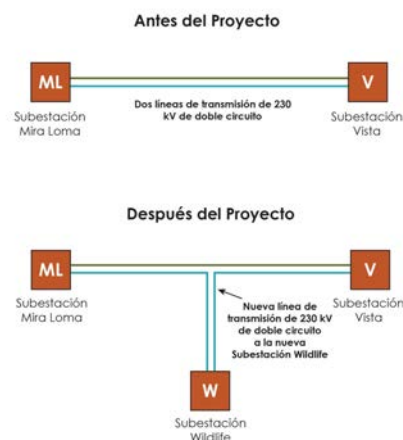 Antes del Proyecto
ML
V
Dos líneas de transmisión de 230
kV de doble circuito
Subestación
Mira Loma
Subestación
Vista
Después del Proyecto
ML
V
Subestación
Mira Loma
Nueva línea de
transmisión de 230 kV
de doble circuito
a la nueva
Subestación Wildlife
Subestación
Vista
W
Subestación
Wildlife